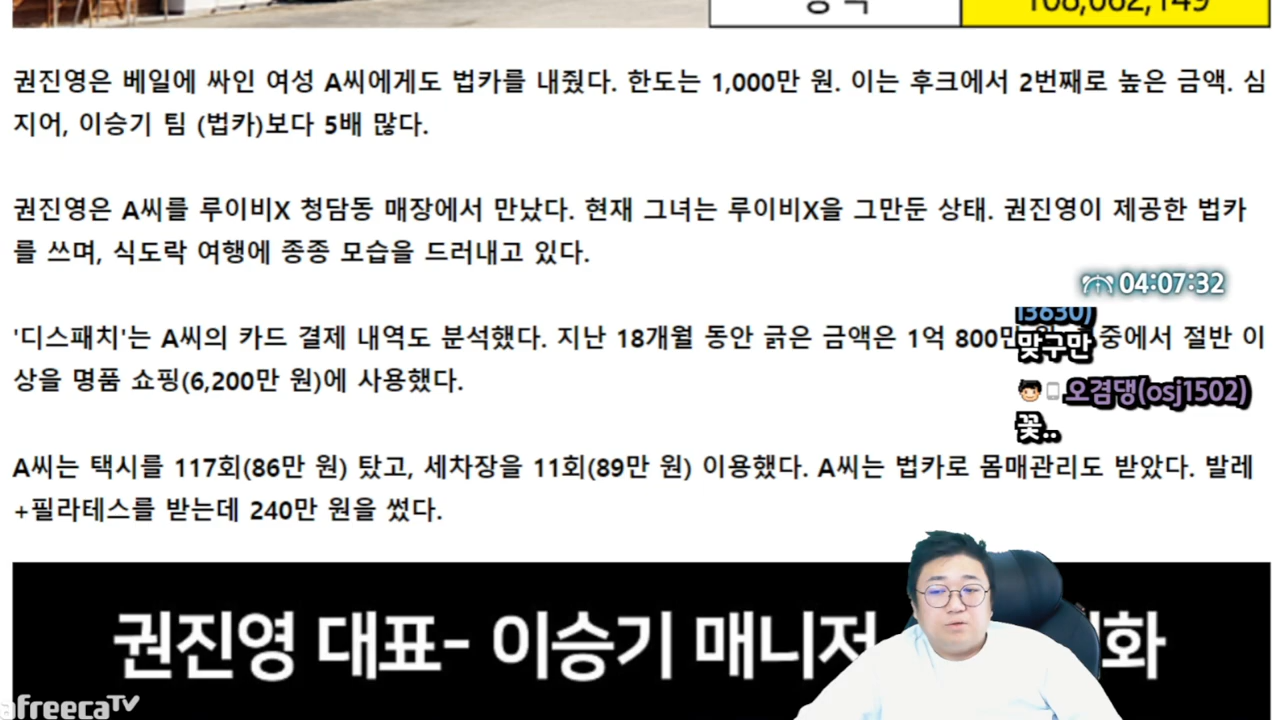 108,062,149
권진영은 베일에 싸인 여성 A씨에게도 법카를 내줬다. 한도는 1,000만 원. 이는 후크에서 2번째로 높은 금액. 심
지어, 이승기 팀 (법카)보다 5배 많다.
권진영은 A씨를 루이비X 청담동 매장에서 만났다. 현재 그녀는 루이비X을 그만둔 상태. 권진영이 제공한 법카
를 쓰며, 식도락 여행에 종종 모습을 드러내고 있다.
04:07:32
'디스패치'는 A씨의 카드 결제 내역도 분석했다. 지난 18개월 동안 긁은 금액은 1억 800만 중에서 절반 이
상을 명품 쇼핑(6,200만 원)에 사용했다.
13630)
맞구만
오겸댕(osj1502)
꽃..
A씨는 택시를 117회(86만 원) 탔고, 세차장을 11회(89만 원) 이용했다. A씨는 법카로 몸매관리도 받았다. 발레
+필라테스를 받는데 240만 원을 썼다.
권진영 대표- 이승기 매니저 화
afreecaTV